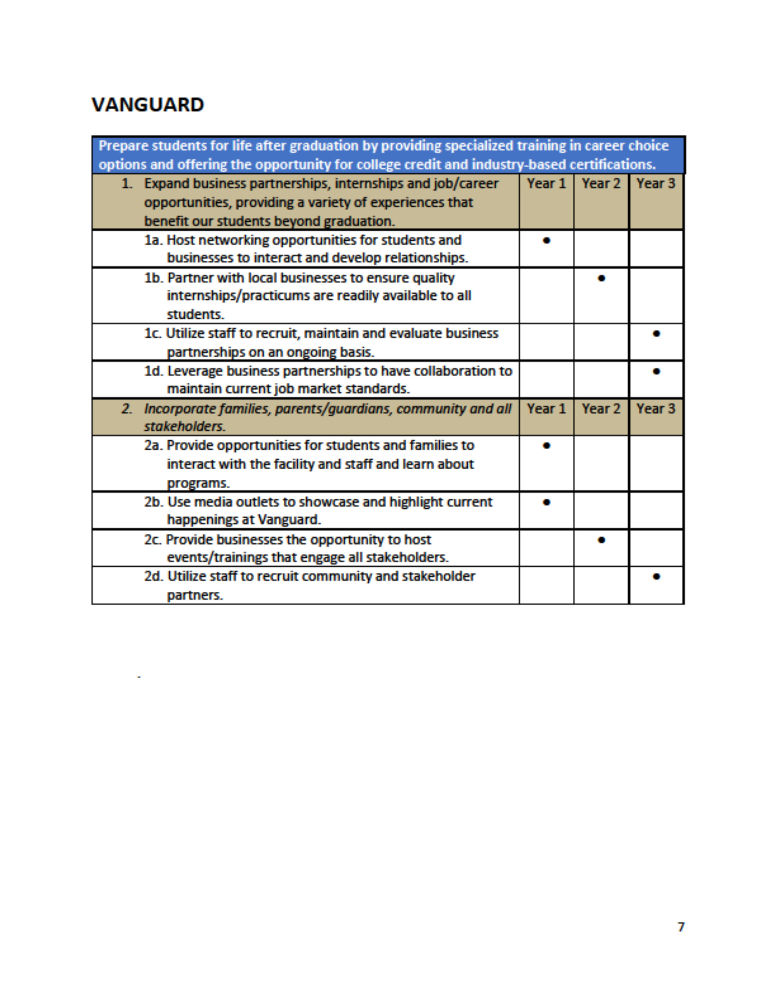 VANGUARD
Prepare students for life after graduation by providing specialized training in career choice
options and offering the opportunity for college credit and industry-based certifications.
1. Expand business partnerships, internships and job/career Year 1 Year 2 Year 3
opportunities, providing a variety of experiences that
benefit our students beyond graduation.
1a. Host networking opportunities for students and •
businesses to interact and develop relationships.
1b. Partner with local businesses to ensure quality •
internships/practicums are readily available to all
students.
1c. Utilize staff to recruit, maintain and evaluate business •
partnerships on an ongoing basis.
1d. Leverage business partnerships to have collaboration to •
maintain current job market standards.
2. Incorporate families, parents/guardians, community and all Year 1 Year 2 Year 3
stakeholders.
2a. Provide opportunities for students and families to •
interact with the facility and staff and learn about
programs.
2b. Use media outlets to showcase and highlight current •
happenings at Vanguard.
2c. Provide businesses the opportunity to host •
events/trainings that engage all stakeholders.
2d. Utilize staff to recruit community and stakeholder •
partners.
7